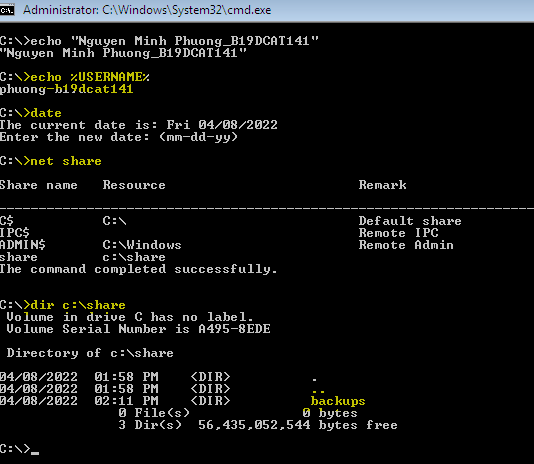 Administrator: C:\Windows\System32\cmd.exe
C:\>echo "Nguyen Minh Phuong_B19DCAT141"
"Nguyen Minh Phuong_B19DCAT141"
C:\>echo %USERNAME%
phuong-b19dcat141
C:\>date
The current date is: Fri 04/08/2022
Enter the new date: (mm-dd-yy)
C:\>net share
Share name Resource Remark
-------------------------------------------------------------------------------
C$ C:\ Default share
IPC$ Remote IPC
ADMIN$ C:\Windows Remote Admin
share c:\share
The command completed successfully.
C:\>dir c:\share
Volume in drive C has no label.
Volume Serial Number is A495-8EDE
Directory of c:\share
04/08/2022 01:58 PM <DIR> .
04/08/2022 01:58 PM <DIR> ..
04/08/2022 02:11 PM <DIR> backups
0 File(s) 0 bytes
3 Dir(s) 56,435,052,544 bytes free
C:\>_